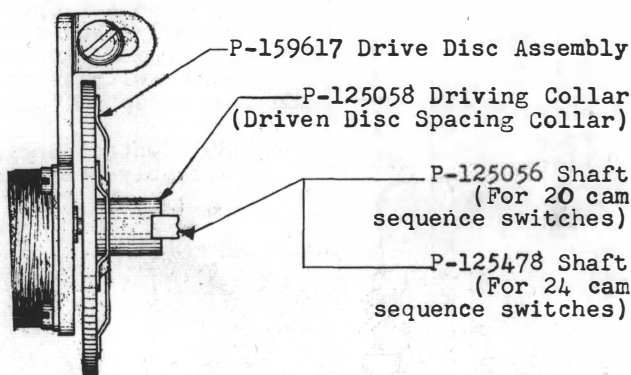 P-159617 Drive Disc Assembly
P-125058 Driving Collar
(Driven Disc Spacing Collar)
P-125056 Shaft
(For 20 cam
sequence switches)
P-125478 Shaft
(For 24 cam
sequence switches)